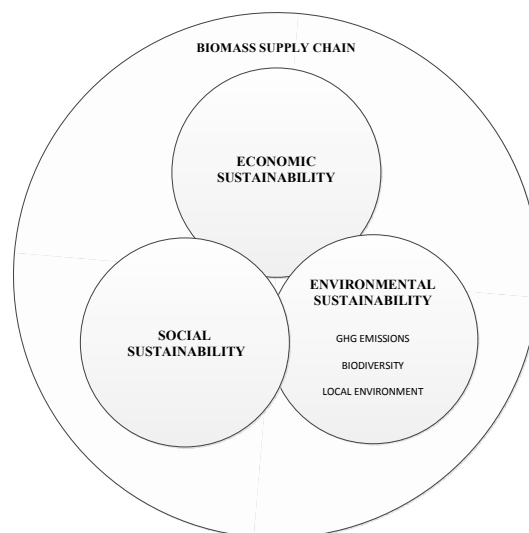 BIOMASS SUPPLY CHAIN
ECONOMIC
SUSTAINABILITY
ENVIRONMENTAL
SUSTAINABILITY
GHG EMISSIONS
BIODIVERSITY
LOCAL ENVIRONMENT
SOCIAL
SUSTAINABILITY